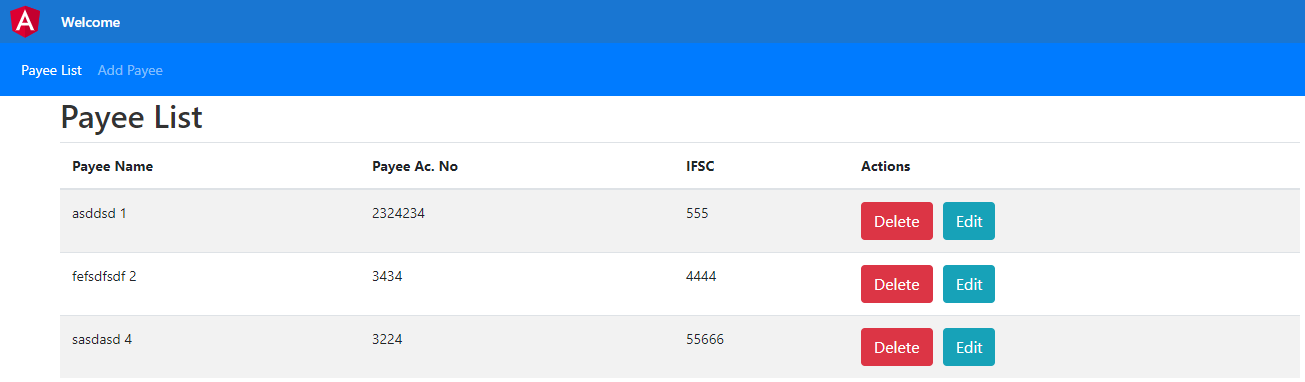 A
Welcome
Payee List Add Payee
Payee List
Payee Name Payee Ac. No IFSC Actions
asddsd 1 2324234 555 Delete Edit
fefsdfsdf 2 3434 4444 Delete Edit
sasdasd 4 3224 55666 Delete Edit